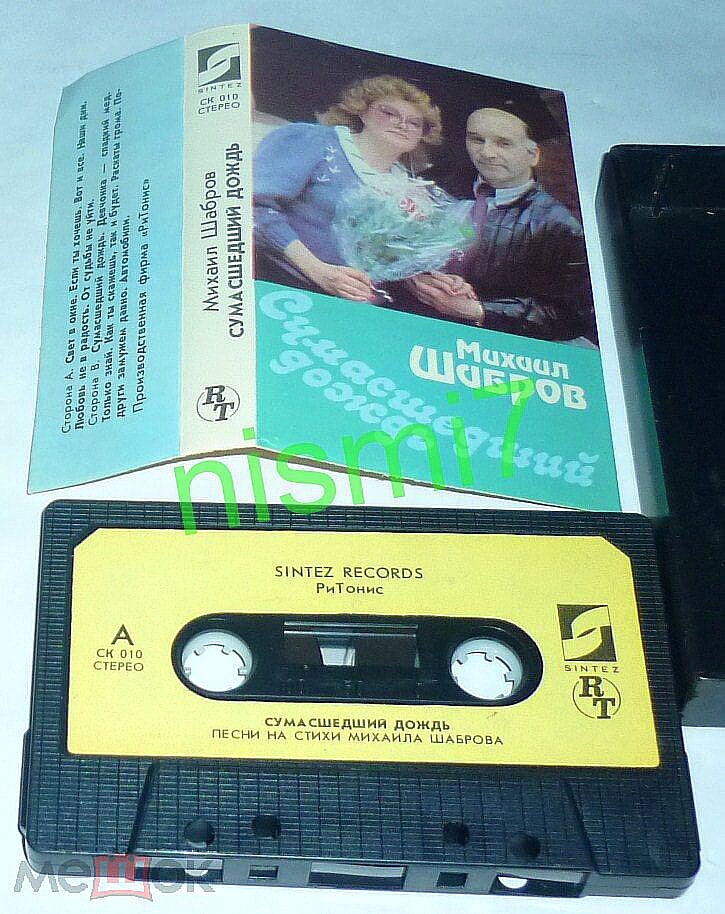 Сторона А. Свет в окне. Если ты хочешь. Вот и все. Наши дни.
Любовь не в радость. От судьбы не уйти.
Сторона В. Сумасшедший дождь. Девчонка — сладкий мед.
Только знай. Как ты скажешь, так и будет. Раскаты грома. По-
други замужем давно. Автомобили.
Производственная фирма «РиТонис»
SINTEZ
СК 010
СТЕРЕО
Михаил Шабров
СУМАСШЕДШИЙ ДОЖДЬ
RT
Михаил
Шабров
Сумасшедший
дождь
nismi7
SINTEZ RECORDS
РиТонис
А
СК 010
СТЕРЕО
SINTEZ
RT
СУМАСШЕДШИЙ ДОЖДЬ
ПЕСНИ НА СТИХИ МИХАИЛА ШАБРОВА
мешок